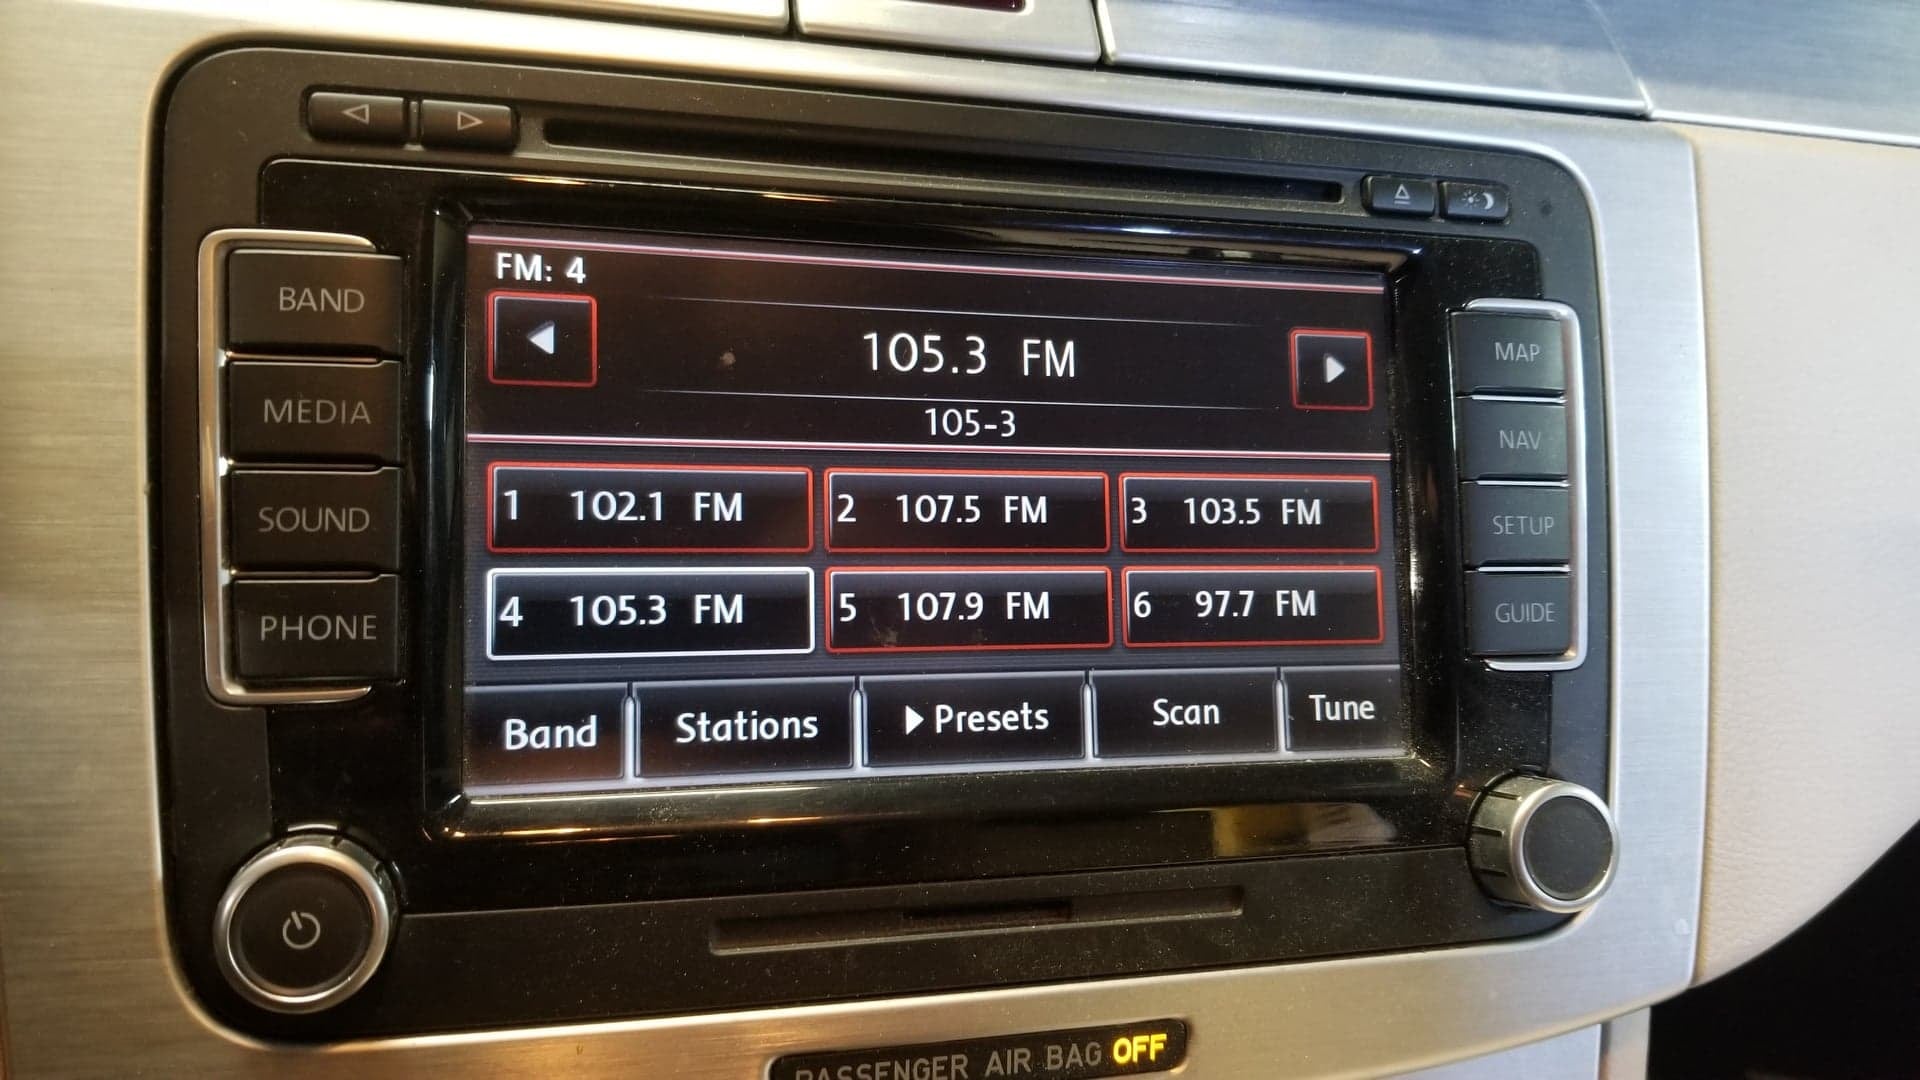 FM: 4
105.3 FM
105-3
1 102.1 FM
2 107.5 FM
3 103.5 FM
4 105.3 FM
5 107.9 FM
6 97.7 FM
Band
Stations
Presets
Scan
Tune
BAND
MEDIA
SOUND
PHONE
MAP
NAV
SETUP
GUIDE
PASSENGER AIR BAG OFF